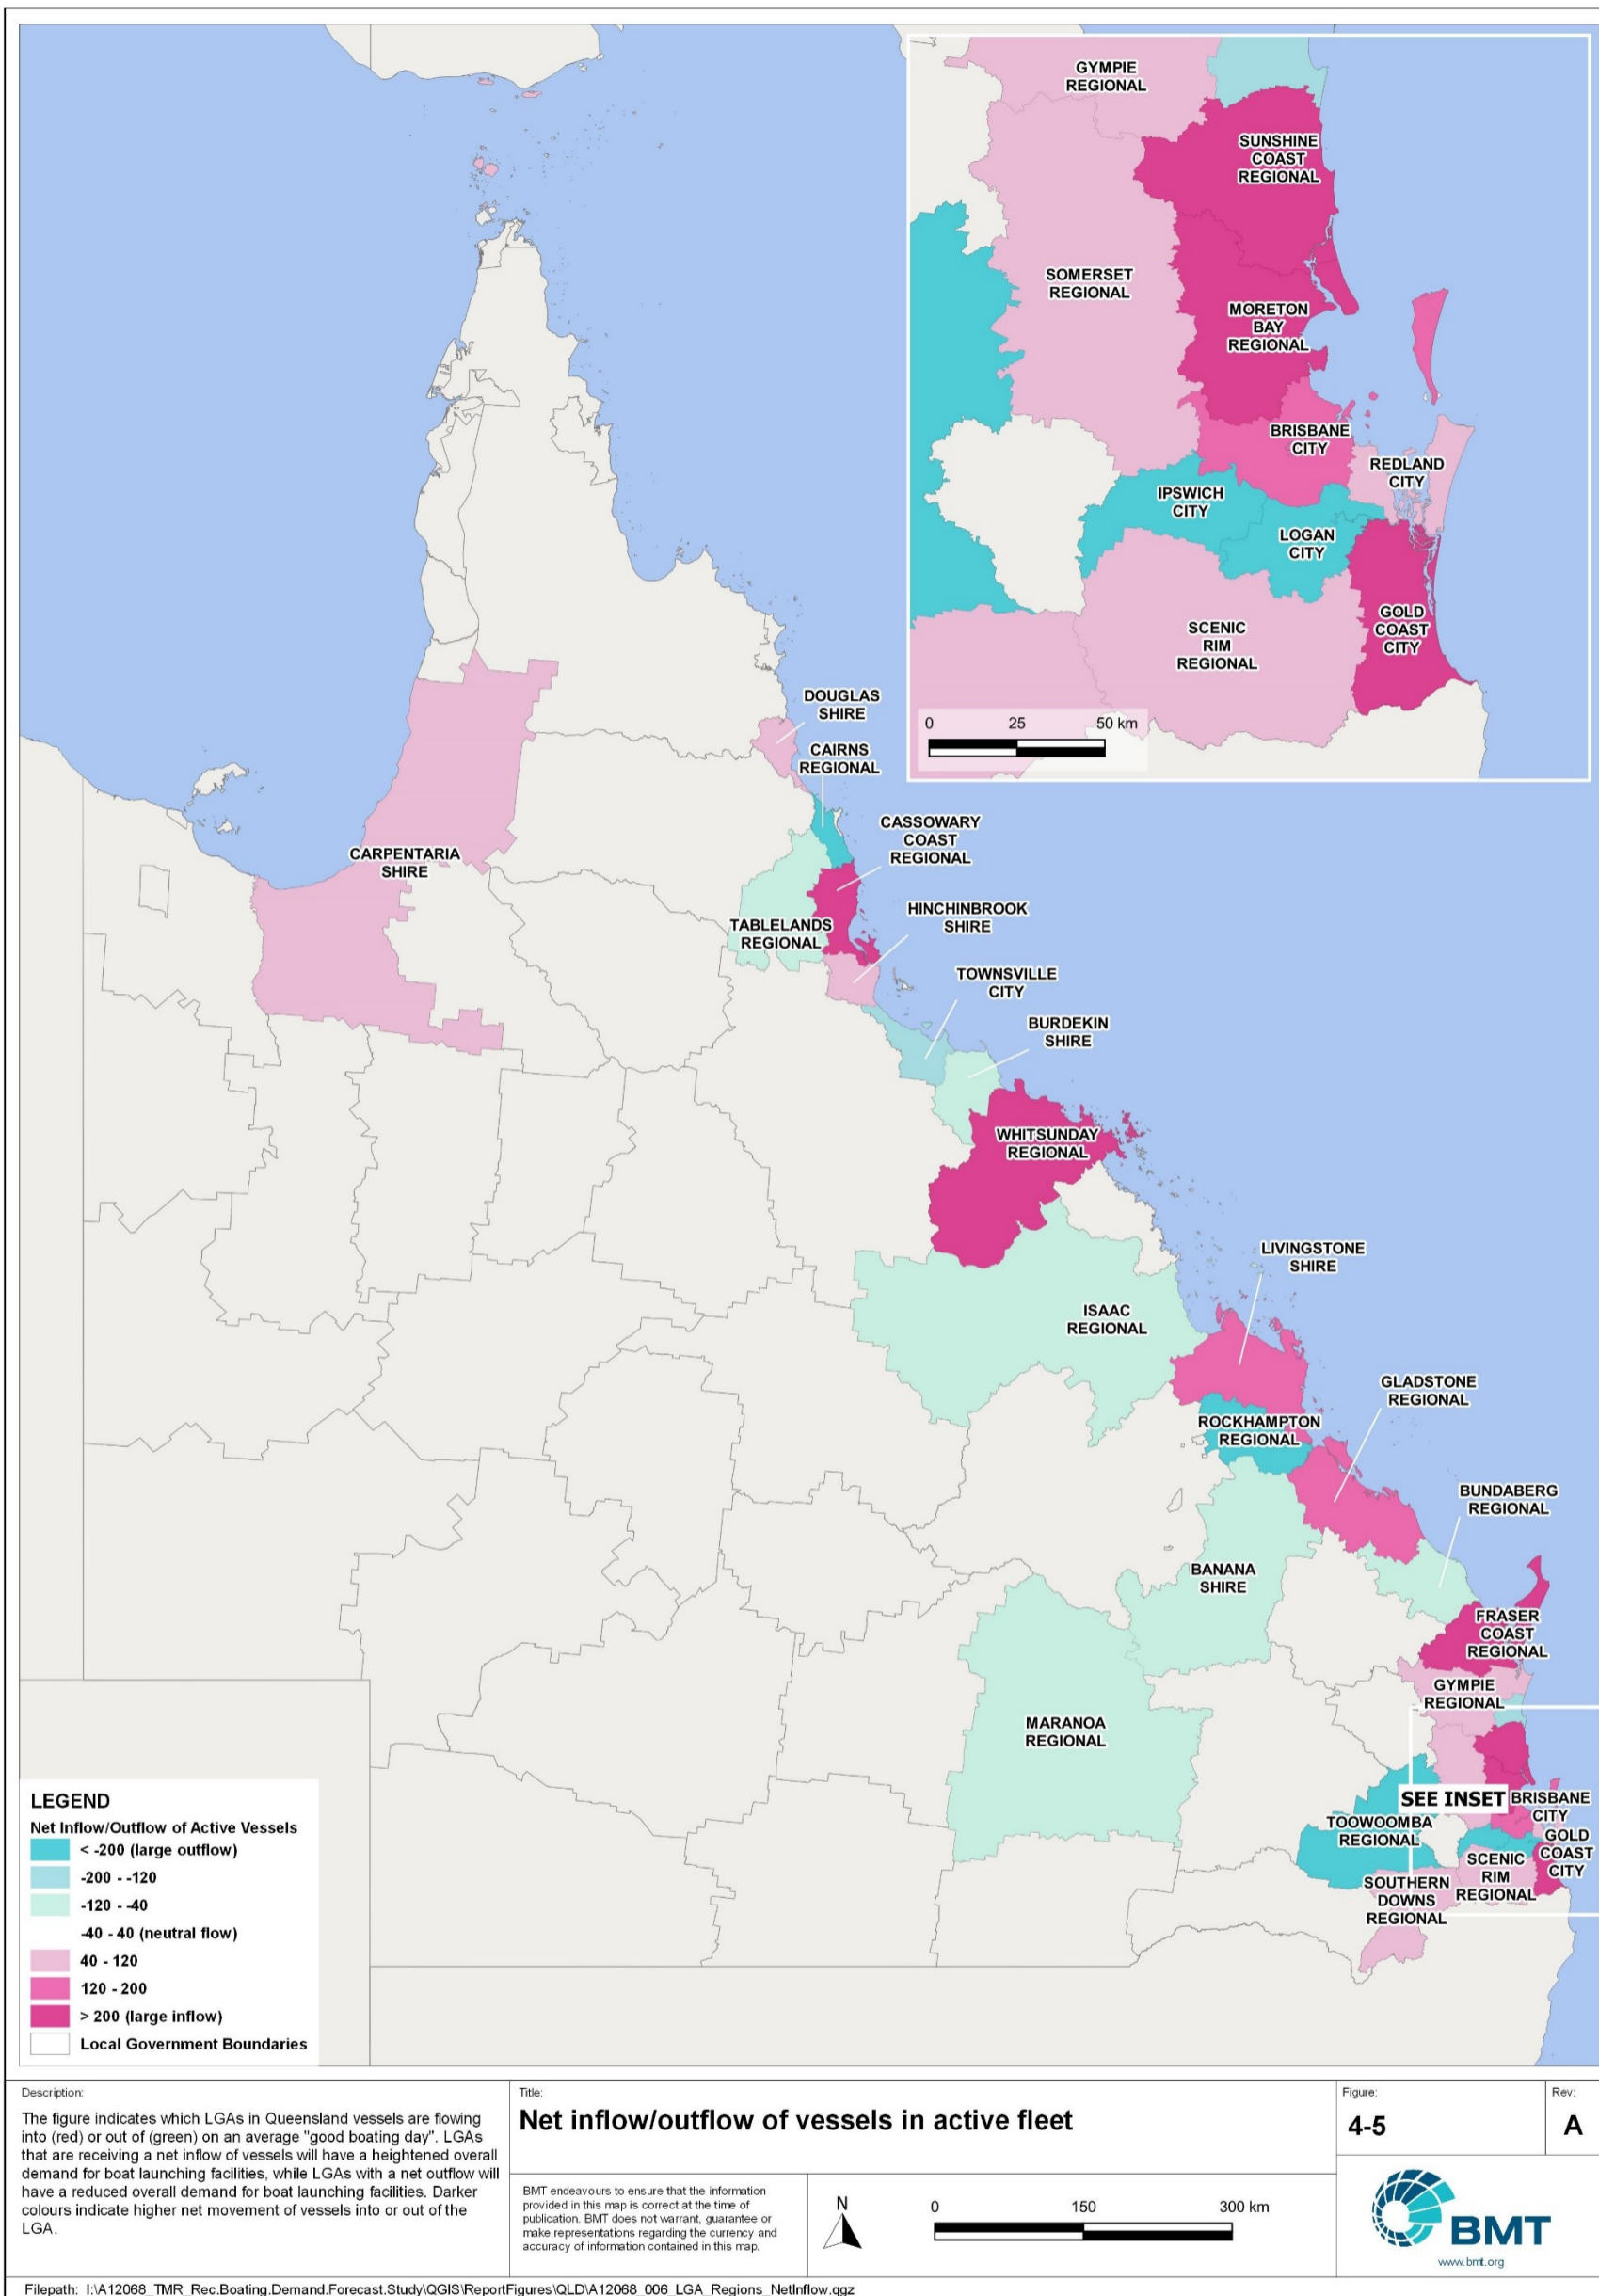 GYMPIE
REGIONAL
SUNSHINE
COAST
REGIONAL
SOMERSET
REGIONAL
MORETON
BAY
REGIONAL
BRISBANE
CITY
REDLAND
CITY
IPSWICH
CITY
LOGAN
CITY
GOLD
COAST
CITY
SCENIC
RIM
REGIONAL
0 25 50 km
DOUGLAS
SHIRE
CAIRNS
REGIONAL
CASSOWARY
COAST
REGIONAL
CARPENTARIA
SHIRE
HINCHINBROOK
SHIRE
TABLELANDS
REGIONAL
TOWNSVILLE
CITY
BURDEKIN
SHIRE
WHITSUNDAY
REGIONAL
LIVINGSTONE
SHIRE
ISAAC
REGIONAL
GLADSTONE
REGIONAL
ROCKHAMPTON
REGIONAL
BUNDABERG
REGIONAL
BANANA
SHIRE
FRASER
COAST
REGIONAL
GYMPIE
REGIONAL
MARANOA
REGIONAL
SEE INSET
BRISBANE
CITY
TOOWOOMBA
REGIONAL
GOLD
COAST
CITY
SCENIC
RIM
REGIONAL
SOUTHERN
DOWNS
REGIONAL
LEGEND
Net Inflow/Outflow of Active Vessels
< -200 (large outflow)
-200 - -120
-120 - -40
-40 - 40 (neutral flow)
40 - 120
120 - 200
> 200 (large inflow)
Local Government Boundaries
Description:
The figure indicates which LGAs in Queensland vessels are flowing
into (red) or out of (green) on an average "good boating day". LGAs
that are receiving a net inflow of vessels will have a heightened overall
demand for boat launching facilities, while LGAs with a net outflow will
have a reduced overall demand for boat launching facilities. Darker
colours indicate higher net movement of vessels into or out of the
LGA.
Title:
Net inflow/outflow of vessels in active fleet
BMT endeavours to ensure that the information
provided in this map is correct at the time of
publication. BMT does not warrant, guarantee or
make representations regarding the currency and
accuracy of information contained in this map.
N
0 150 300 km
Figure:
4-5
Rev:
A
BMT
www.bmt.org
Filepath: I:\A12068_TMR_Rec.Boating.Demand.Forecast.Study\QGIS\ReportFigures\QLD\A12068_006_LGA_Regions_NetInflow.qgz